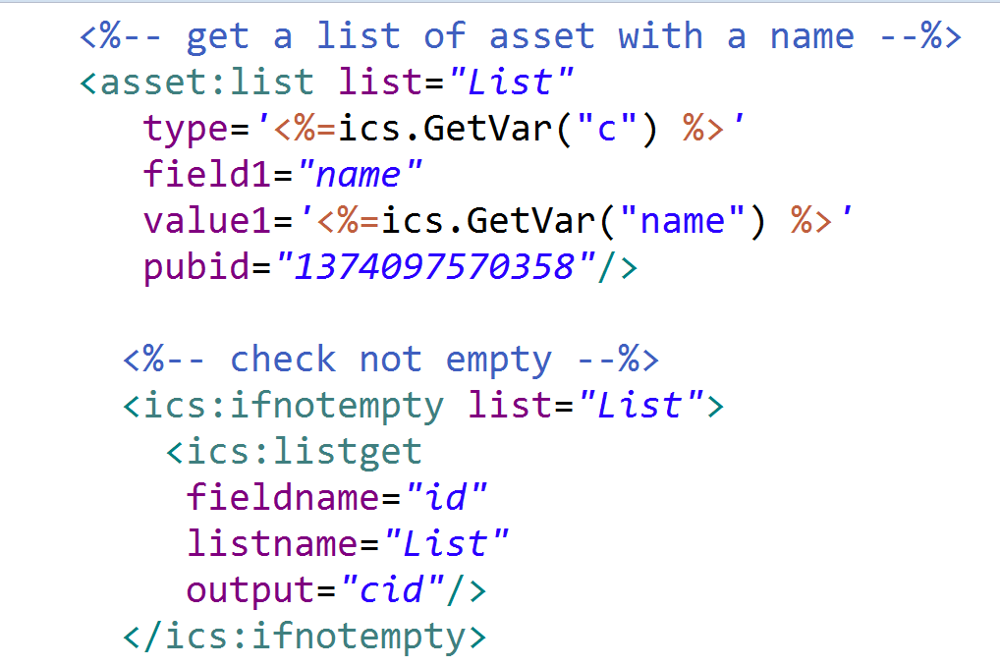 <%-- get a list of asset with a name --%>
<asset:list list="List"
type='<%=ics.GetVar("c") %>'
field1="name"
value1='<%=ics.GetVar("name") %>'
pubid="1374097570358"/>
<%-- check not empty --%>
<ics:ifnotempty list="List">
<ics:listget
fieldname="id"
listname="List"
output="cid"/>
</ics:ifnotempty>